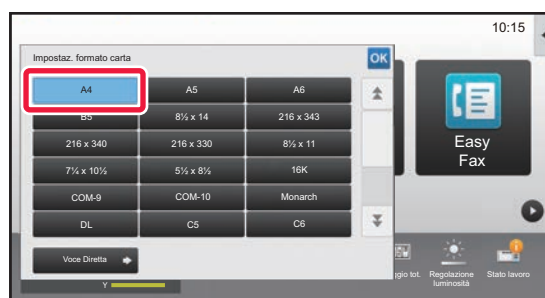 10:15
Impostaz. formato carta
OK
A4 A5 A6
B5 8½ x 14 216 x 343
216 x 340 216 x 330 8½ x 11
7¼ x 10½ 5½ x 8½ 16K
COM-9 COM-10 Monarch
DL C5 C6
Voce Diretta
Y
Easy
Fax
tot. Regolazione
luminosità
Stato lavoro